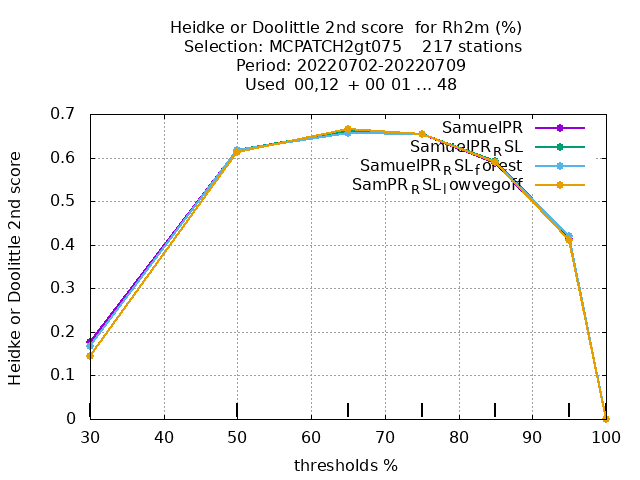 Heidke or Doolittle 2nd score  for Rh2m (%)
Selection: MCPATCH2gt075    217 stations
Period: 20220702-20220709
Used  00,12  + 00 01 ... 48
Heidke or Doolittle 2nd score
0.7
0.6
0.5
0.4
0.3
0.2
0.1
0
SamuelPR
SamuelPR_RSL
SamuelPR_RSL_forest
SamPR_RSL_lowvegoff
30 40 50 60 70 80 90 100
thresholds %